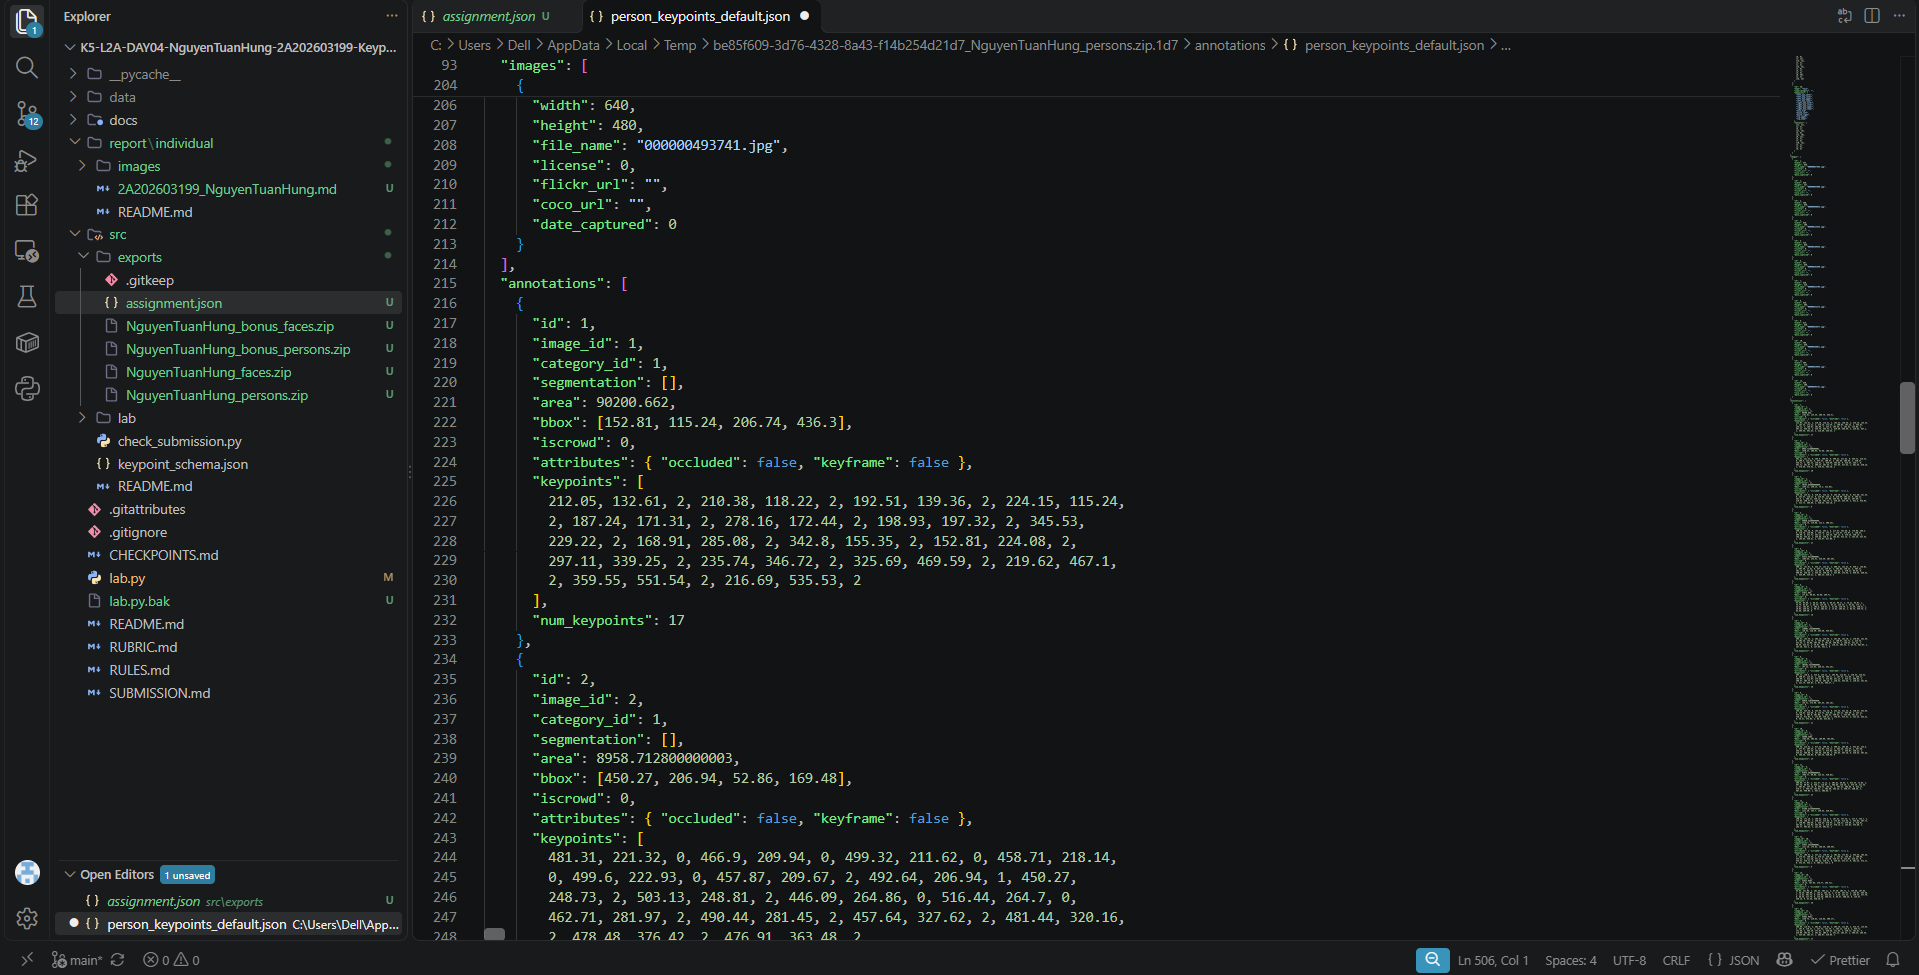 Explorer
K5-L2A-DAY04-NguyenTuanHung-2A202603199-Keyp...
__pycache__
data
docs
report\individual
images
2A202603199_NguyenTuanHung.md U
README.md
src
exports
.gitkeep
assignment.json U
NguyenTuanHung_bonus_faces.zip U
NguyenTuanHung_bonus_persons.zip U
NguyenTuanHung_faces.zip U
NguyenTuanHung_persons.zip U
lab
check_submission.py
keypoint_schema.json
README.md
.gitattributes
.gitignore
CHECKPOINTS.md
lab.py M
lab.py.bak U
README.md
RUBRIC.md
RULES.md
SUBMISSION.md
Open Editors 1 unsaved
assignment.json src\exports U
person_keypoints_default.json C:\Users\Dell\App...
1
12
assignment.json U
person_keypoints_default.json
C: > Users > Dell > AppData > Local > Temp > be85f609-3d76-4328-8a43-f14b254d21d7_NguyenTuanHung_persons.zip.1d7 > annotations > {} person_keypoints_default.json > ...
93 "images": [
204 {
206 "width": 640,
207 "height": 480,
208 "file_name": "000000493741.jpg",
209 "license": 0,
210 "flickr_url": "",
211 "coco_url": "",
212 "date_captured": 0
213 }
214 ],
215 "annotations": [
216 {
217 "id": 1,
218 "image_id": 1,
219 "category_id": 1,
220 "segmentation": [],
221 "area": 90200.662,
222 "bbox": [152.81, 115.24, 206.74, 436.3],
223 "iscrowd": 0,
224 "attributes": { "occluded": false, "keyframe": false },
225 "keypoints": [
226 212.05, 132.61, 2, 210.38, 118.22, 2, 192.51, 139.36, 2, 224.15, 115.24,
227 2, 187.24, 171.31, 2, 278.16, 172.44, 2, 198.93, 197.32, 2, 345.53,
228 229.22, 2, 168.91, 285.08, 2, 342.8, 155.35, 2, 152.81, 224.08, 2,
229 297.11, 339.25, 2, 235.74, 346.72, 2, 325.69, 469.59, 2, 219.62, 467.1,
230 2, 359.55, 551.54, 2, 216.69, 535.53, 2
231 ],
232 "num_keypoints": 17
233 },
234 {
235 "id": 2,
236 "image_id": 2,
237 "category_id": 1,
238 "segmentation": [],
239 "area": 8958.712800000003,
240 "bbox": [450.27, 206.94, 52.86, 169.48],
241 "iscrowd": 0,
242 "attributes": { "occluded": false, "keyframe": false },
243 "keypoints": [
244 481.31, 221.32, 0, 466.9, 209.94, 0, 499.32, 211.62, 0, 458.71, 218.14,
245 0, 499.6, 222.93, 0, 457.87, 209.67, 2, 492.64, 206.94, 1, 450.27,
246 248.73, 2, 503.13, 248.81, 2, 446.09, 264.86, 0, 516.44, 264.7, 0,
247 462.71, 281.97, 2, 490.44, 281.45, 2, 457.64, 327.62, 2, 481.44, 320.16,
248 2, 478.48, 376.42, 2, 476.91, 363.48, 2
main* 0 0
Ln 506, Col 1 Spaces: 4 UTF-8 CRLF {} JSON Prettier